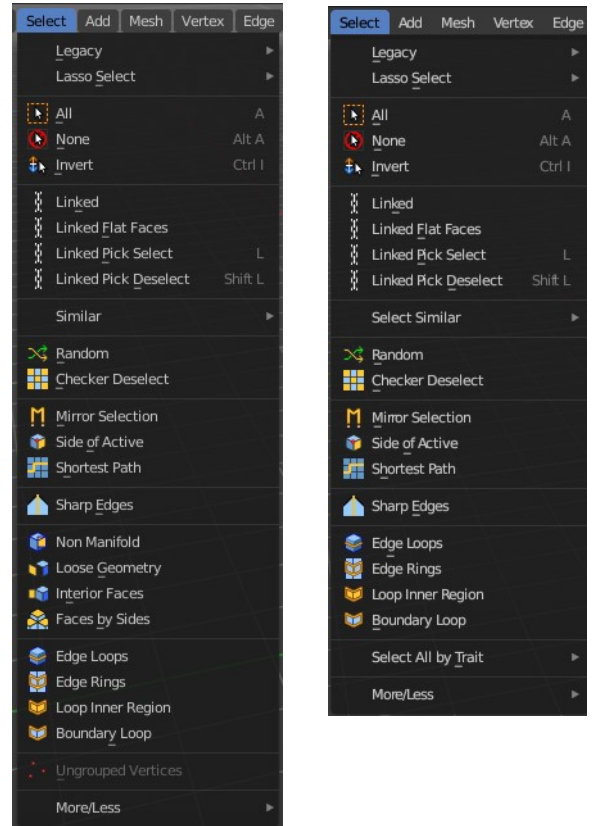 Select Add Mesh Vertex Edge
Legacy
Lasso Select
All A
None Alt A
Invert Ctrl I
Linked
Linked Flat Faces
Linked Pick Select L
Linked Pick Deselect Shift L
Similar
Random
Checker Deselect
Mirror Selection
Side of Active
Shortest Path
Sharp Edges
Non Manifold
Loose Geometry
Interior Faces
Faces by Sides
Edge Loops
Edge Rings
Loop Inner Region
Boundary Loop
Ungrouped Vertices
More/Less
Select Add Mesh Vertex Edge
Legacy
Lasso Select
All A
None Alt A
Invert Ctrl I
Linked
Linked Flat Faces
Linked Pick Select L
Linked Pick Deselect Shift L
Select Similar
Random
Checker Deselect
Mirror Selection
Side of Active
Shortest Path
Sharp Edges
Edge Loops
Edge Rings
Loop Inner Region
Boundary Loop
Select All by Trait
More/Less